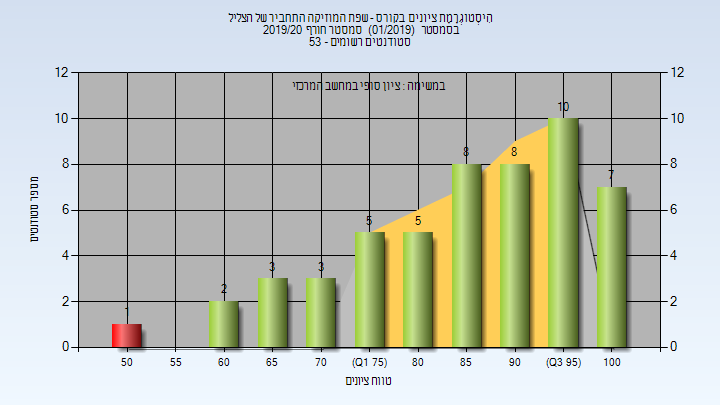 הִיסְטוֹגְרַמַת ציונים בקורס - שפת המוזיקה התחביר של הצליל
בסמסטר (01/2019) סמסטר חורף 2019/20
סטודנטים רשומים - 53
במשימה : ציון סופי במחשב המרכזי
12 12
10 10
8 8
6 6
4 4
2 2
0 0
1 2 3 3 5 5 8 8 10 7
50 55 60 65 70 (Q1 75) 80 85 90 (Q3 95) 100
מספר סטודנטים
טווח ציונים